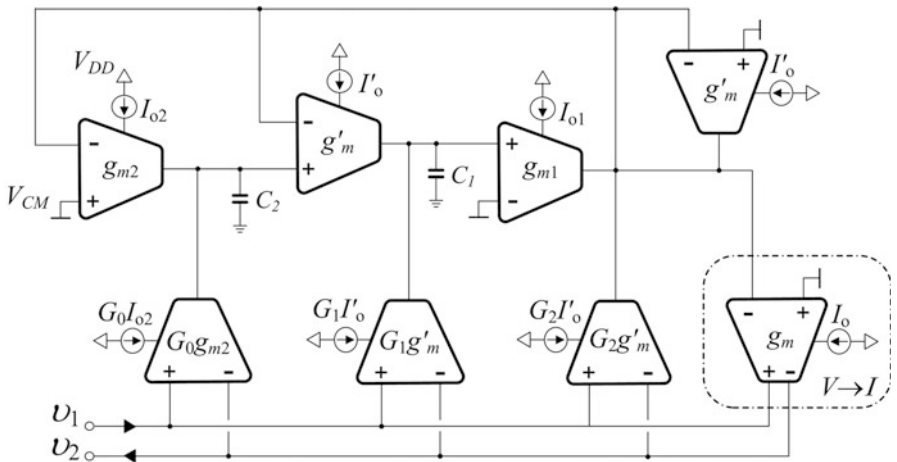 V_DD
I_o2
I'_o
I_o1
I'_o
- +
g'_m
-
g_m2
+
V_CM
-
g'_m
+
+
g_m1
-
C_2
C_1
G_0I_o2
G_0g_m2
+ -
G_1I'_o
G_1g'_m
+ -
G_2I'_o
G_2g'_m
+ -
- +
I_o
g_m
+ -
V→I
υ_1
υ_2